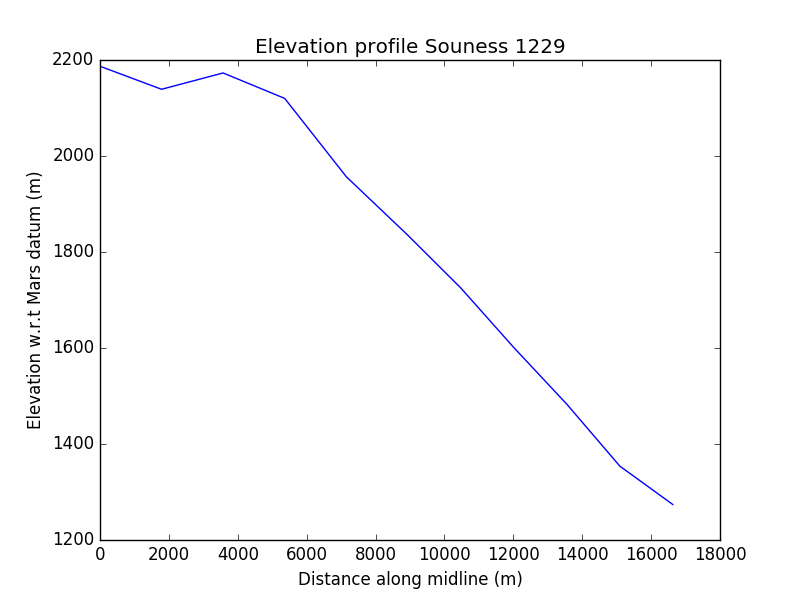 Elevation profile Souness 1229
2200
2000
1800
1600
1400
1200
Elevation w.r.t Mars datum (m)
0 2000 4000 6000 8000 10000 12000 14000 16000 18000
Distance along midline (m)